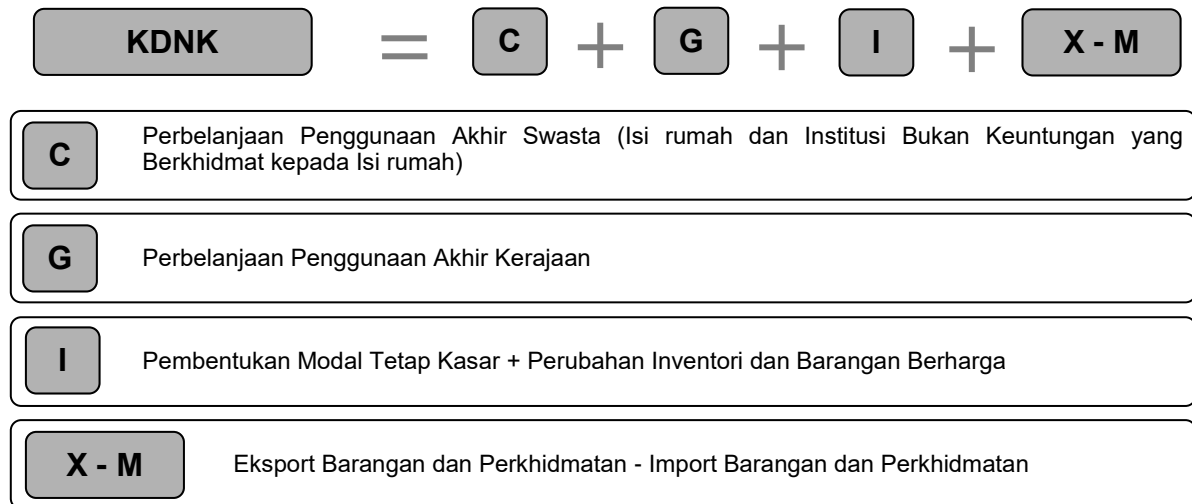 KDNK = C + G + I + X - M
C Perbelanjaan Penggunaan Akhir Swasta (Isi rumah dan Institusi Bukan Keuntungan yang
Berkhidmat kepada Isi rumah)
G Perbelanjaan Penggunaan Akhir Kerajaan
I Pembentukan Modal Tetap Kasar + Perubahan Inventori dan Barangan Berharga
X - M Eksport Barangan dan Perkhidmatan - Import Barangan dan Perkhidmatan